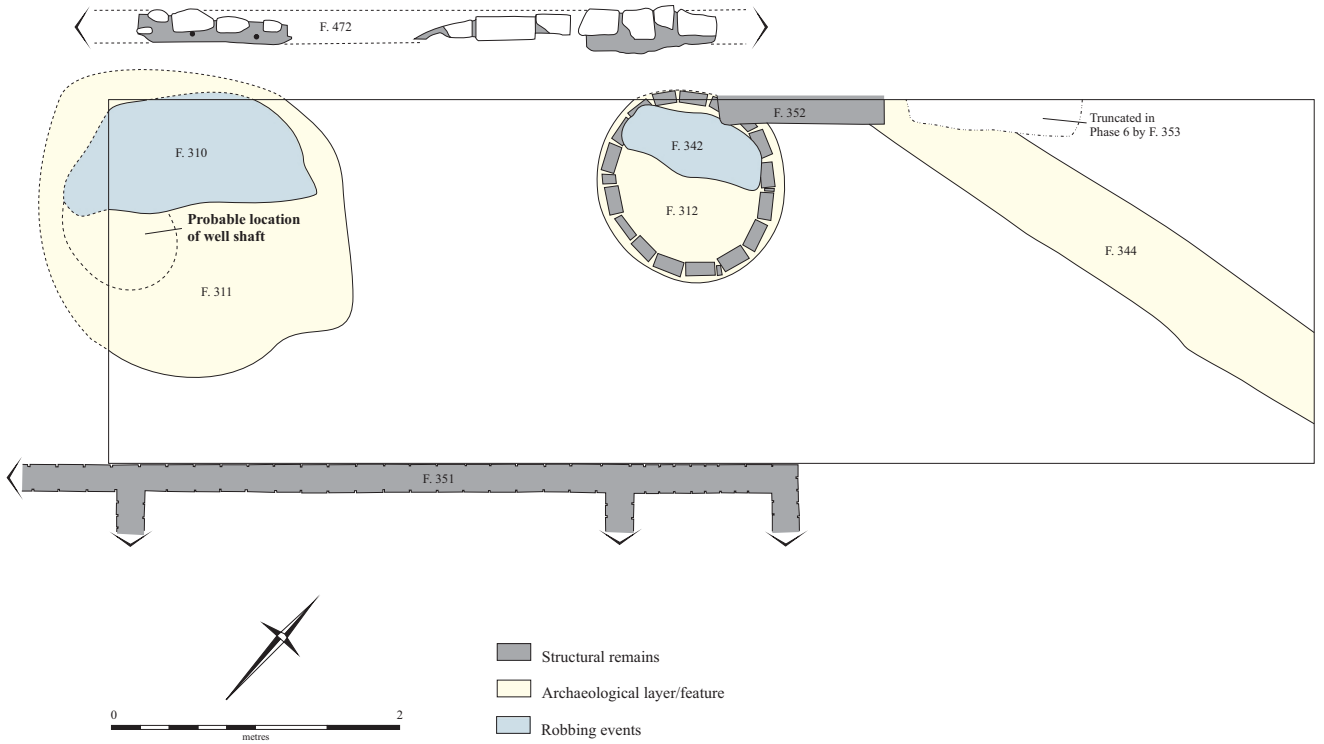 F. 472
F. 352
Truncated in
Phase 6 by F. 353
F. 310
F. 342
Probable location
of well shaft
F. 312
F. 344
F. 311
F. 351
Structural remains
Archaeological layer/feature
Robbing events
0 2
metres